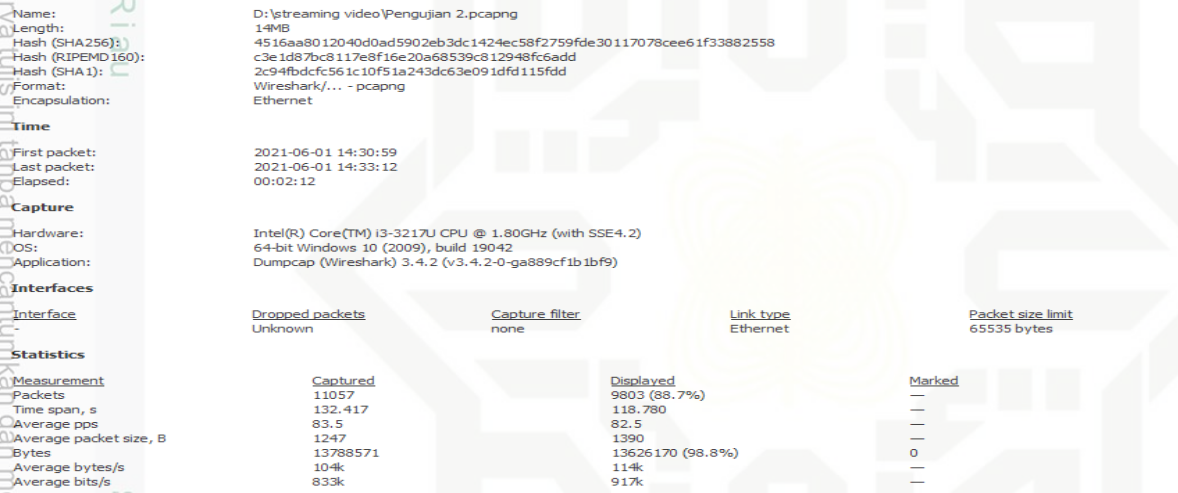 Name: D:\streaming video\Pengujian 2.pcapng
Length: 14MB
Hash (SHA256): 4516aa8012040d0ad5902eb3dc1424ec58f2759fde30117078cee61f33882558
Hash (RIPEMD160): c3e1d87bc8117e8f16e20a68539c812948fc6add
Hash (SHA1): 2c94fbdcfc561c10f51a243dc63e091dfd115fdd
Format: Wireshark/... - pcapng
Encapsulation: Ethernet
Time
First packet: 2021-06-01 14:30:59
Last packet: 2021-06-01 14:33:12
Elapsed: 00:02:12
Capture
Hardware: Intel(R) Core(TM) i3-3217U CPU @ 1.80GHz (with SSE4.2)
OS: 64-bit Windows 10 (2009), build 19042
Application: Dumpcap (Wireshark) 3.4.2 (v3.4.2-0-ga889cf1b1bf9)
Interfaces
Interface Dropped packets Capture filter Link type Packet size limit
- Unknown none Ethernet 65535 bytes
Statistics
Measurement Captured Displayed Marked
Packets 11057 9803 (88.7%) —
Time span, s 132.417 118.780 —
Average pps 83.5 82.5 —
Average packet size, B 1247 1390 —
Bytes 13788571 13626170 (98.8%) 0
Average bytes/s 104k 114k —
Average bits/s 833k 917k —
Riau
tulis ini tanpa mencantumkan dan